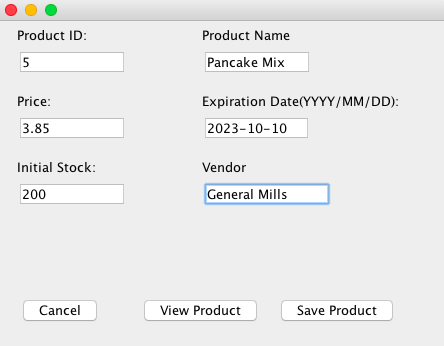 Product ID:
Product Name
5
Pancake Mix
Price:
Expiration Date(YYYY/MM/DD):
3.85
2023-10-10
Initial Stock:
Vendor
200
General Mills
Cancel
View Product
Save Product